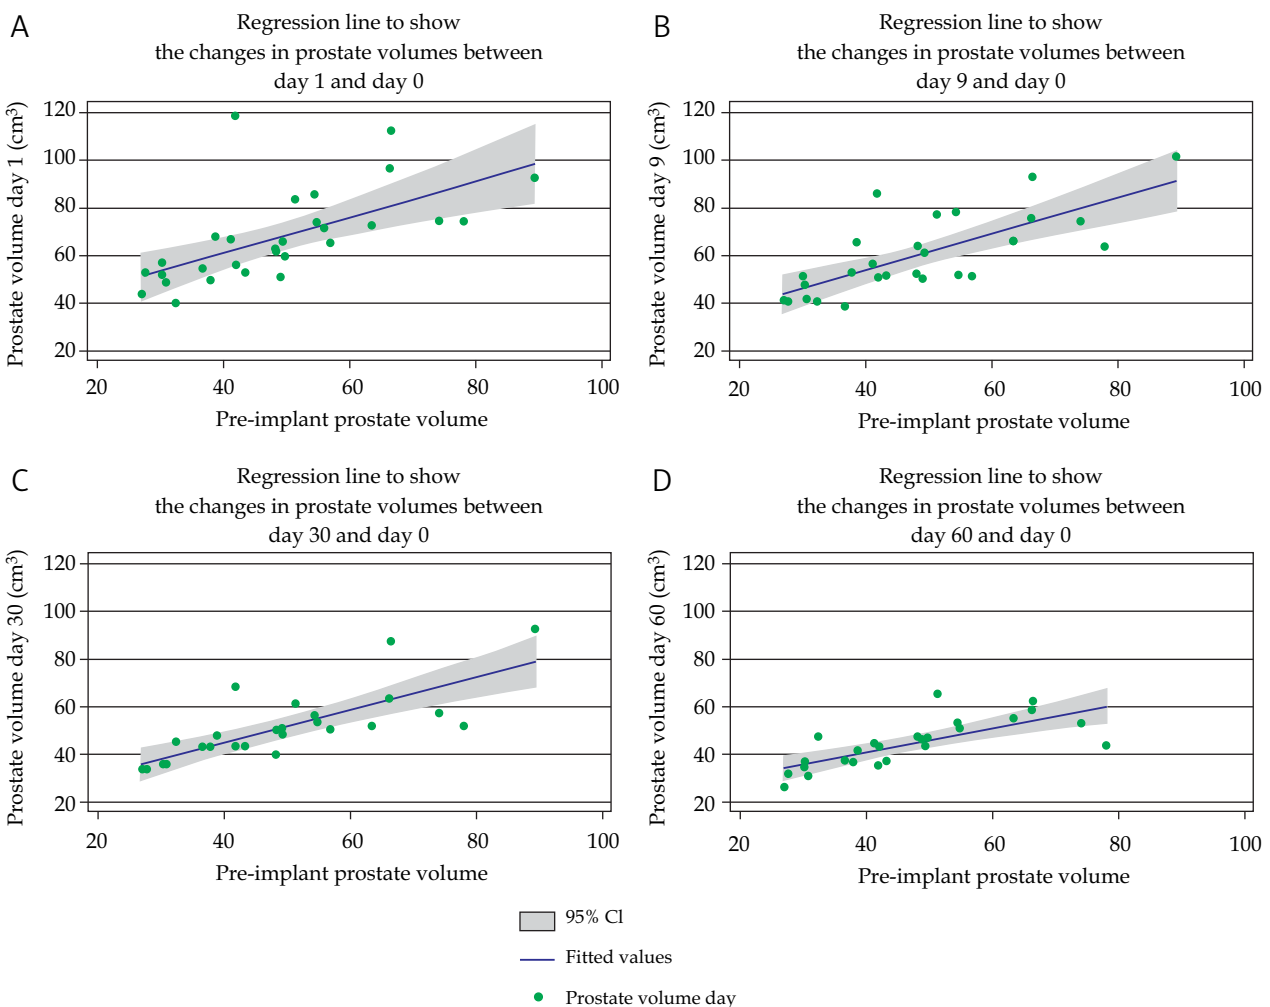 A
Regression line to show
the changes in prostate volumes between
day 1 and day 0
Prostate volume day 1 (cm³)
120
100
80
60
40
20
20 40 60 80 100
Pre-implant prostate volume
B
Regression line to show
the changes in prostate volumes between
day 9 and day 0
Prostate volume day 9 (cm³)
120
100
80
60
40
20
20 40 60 80 100
Pre-implant prostate volume
C
Regression line to show
the changes in prostate volumes between
day 30 and day 0
Prostate volume day 30 (cm³)
120
100
80
60
40
20
20 40 60 80 100
Pre-implant prostate volume
D
Regression line to show
the changes in prostate volumes between
day 60 and day 0
Prostate volume day 60 (cm³)
120
100
80
60
40
20
20 40 60 80 100
Pre-implant prostate volume
95% Cl
Fitted values
Prostate volume day